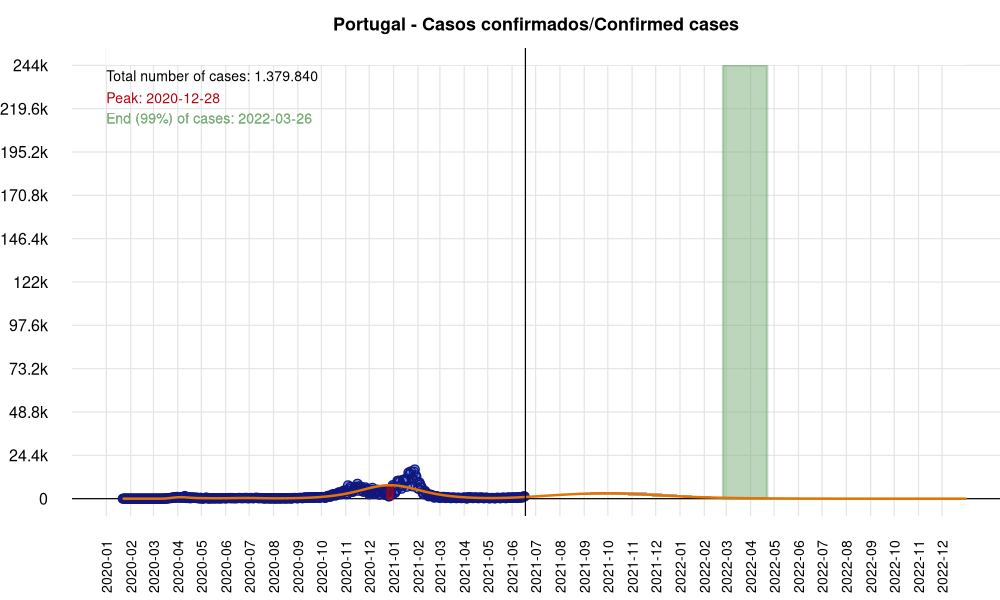 Portugal - Casos confirmados/Confirmed cases
Total number of cases: 1.379.840
Peak: 2020-12-28
End (99%) of cases: 2022-03-26
244k
219.6k
195.2k
170.8k
146.4k
122k
97.6k
73.2k
48.8k
24.4k
0
2020-01
2020-02
2020-03
2020-04
2020-05
2020-06
2020-07
2020-08
2020-09
2020-10
2020-11
2020-12
2021-01
2021-03
2021-04
2021-05
2021-06
2021-07
2021-08
2021-09
2021-10
2021-11
2021-12
2022-01
2022-02
2022-03
2022-04
2022-05
2022-06
2022-07
2022-08
2022-09
2022-10
2022-11
2022-12